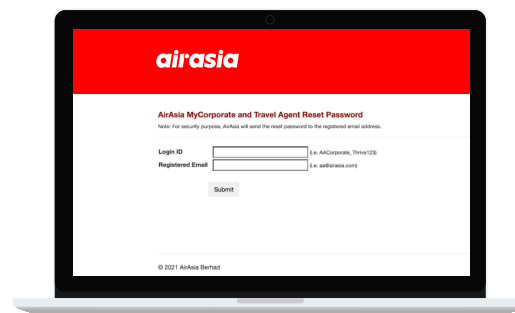 airasia
AirAsia MyCorporate and Travel Agent Reset Password
Note: For security purpose, AirAsia will send the reset password to the registered email address.
Login ID (i.e. AACorporate_Thrive123)
Registered Email (i.e. aa@airasia.com)
Submit
© 2021 AirAsia Berhad